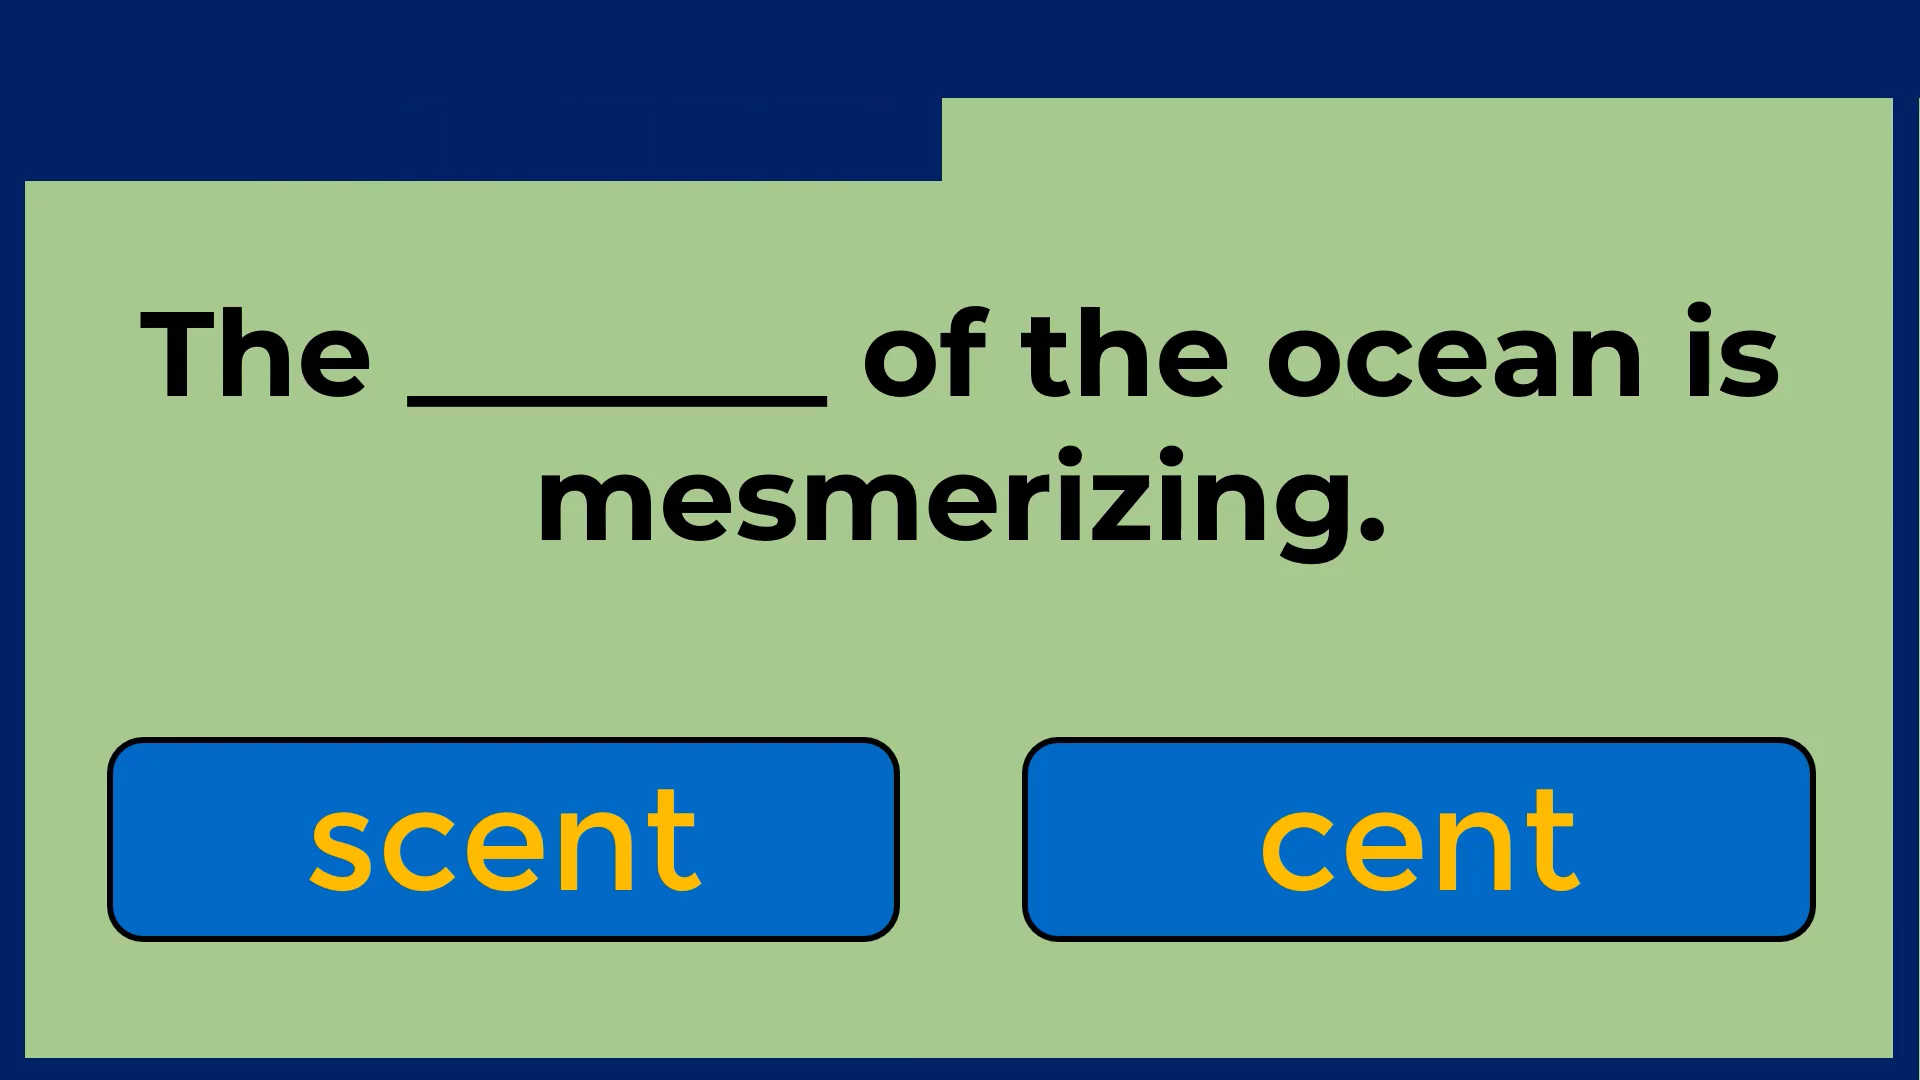 The _______ of the ocean is
mesmerizing.
scent
cent